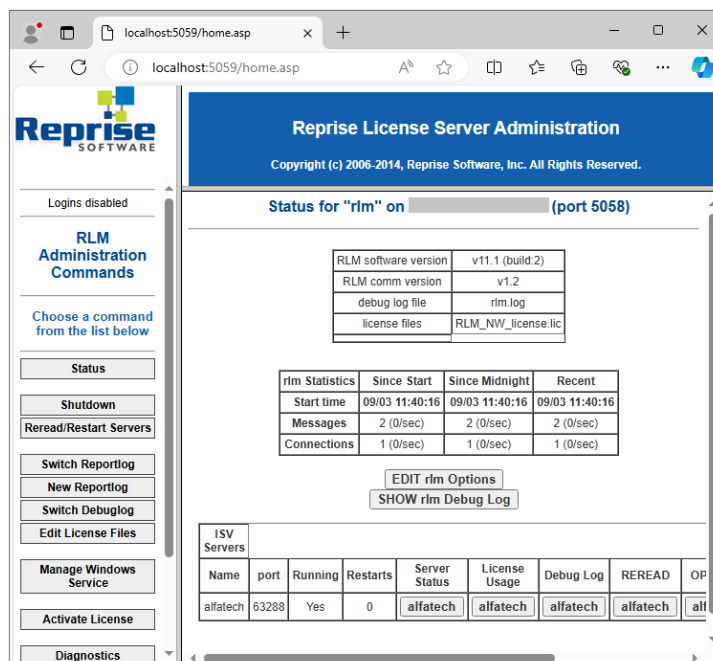 localhost:5059/home.asp
localhost:5059/home.asp
Reprise
SOFTWARE
Reprise License Server Administration
Copyright (c) 2006-2014, Reprise Software, Inc. All Rights Reserved.
Logins disabled
RLM
Administration
Commands
Choose a command
from the list below
Status
Shutdown
Reread/Restart Servers
Switch Reportlog
New Reportlog
Switch Debuglog
Edit License Files
Manage Windows
Service
Activate License
Diagnostics
Status for "rlm" on (port 5058)
RLM software version v11.1 (build:2)
RLM comm version v1.2
debug log file rlm.log
license files RLM_NW_license.lic
rlm Statistics Since Start Since Midnight Recent
Start time 09/03 11:40:16 09/03 11:40:16 09/03 11:40:16
Messages 2 (0/sec) 2 (0/sec) 2 (0/sec)
Connections 1 (0/sec) 1 (0/sec) 1 (0/sec)
EDIT rlm Options
SHOW rlm Debug Log
ISV
Servers
Name port Running Restarts Server Status License Usage Debug Log REREAD OP
alfatech 63288 Yes 0 alfatech alfatech alfatech alfatech alf